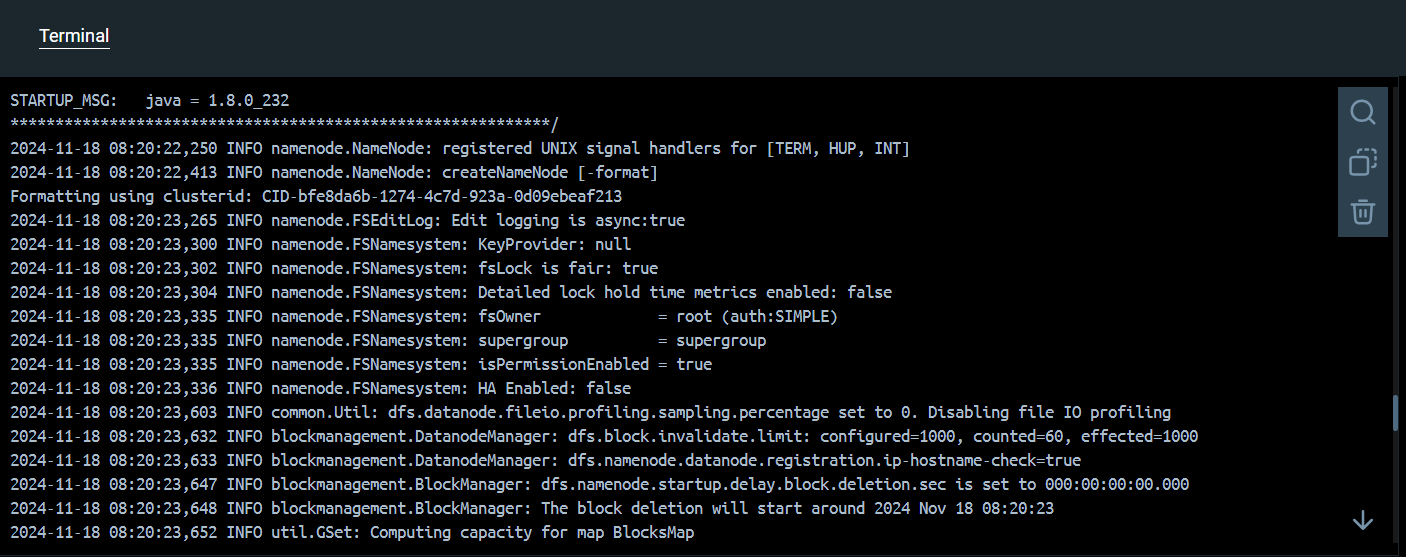 Terminal
STARTUP_MSG:   java = 1.8.0_232
************************************************************/
2024-11-18 08:20:22,250 INFO namenode.NameNode: registered UNIX signal handlers for [TERM, HUP, INT]
2024-11-18 08:20:22,413 INFO namenode.NameNode: createNameNode [-format]
Formatting using clusterid: CID-bfe8da6b-1274-4c7d-923a-0d09ebeaf213
2024-11-18 08:20:23,265 INFO namenode.FSEditLog: Edit logging is async:true
2024-11-18 08:20:23,300 INFO namenode.FSNamesystem: KeyProvider: null
2024-11-18 08:20:23,302 INFO namenode.FSNamesystem: fsLock is fair: true
2024-11-18 08:20:23,304 INFO namenode.FSNamesystem: Detailed lock hold time metrics enabled: false
2024-11-18 08:20:23,335 INFO namenode.FSNamesystem: fsOwner             = root (auth:SIMPLE)
2024-11-18 08:20:23,335 INFO namenode.FSNamesystem: supergroup          = supergroup
2024-11-18 08:20:23,335 INFO namenode.FSNamesystem: isPermissionEnabled = true
2024-11-18 08:20:23,336 INFO namenode.FSNamesystem: HA Enabled: false
2024-11-18 08:20:23,603 INFO common.Util: dfs.datanode.fileio.profiling.sampling.percentage set to 0. Disabling file IO profiling
2024-11-18 08:20:23,632 INFO blockmanagement.DatanodeManager: dfs.block.invalidate.limit: configured=1000, counted=60, effected=1000
2024-11-18 08:20:23,633 INFO blockmanagement.DatanodeManager: dfs.namenode.datanode.registration.ip-hostname-check=true
2024-11-18 08:20:23,647 INFO blockmanagement.BlockManager: dfs.namenode.startup.delay.block.deletion.sec is set to 000:00:00:00.000
2024-11-18 08:20:23,648 INFO blockmanagement.BlockManager: The block deletion will start around 2024 Nov 18 08:20:23
2024-11-18 08:20:23,652 INFO util.GSet: Computing capacity for map BlocksMap